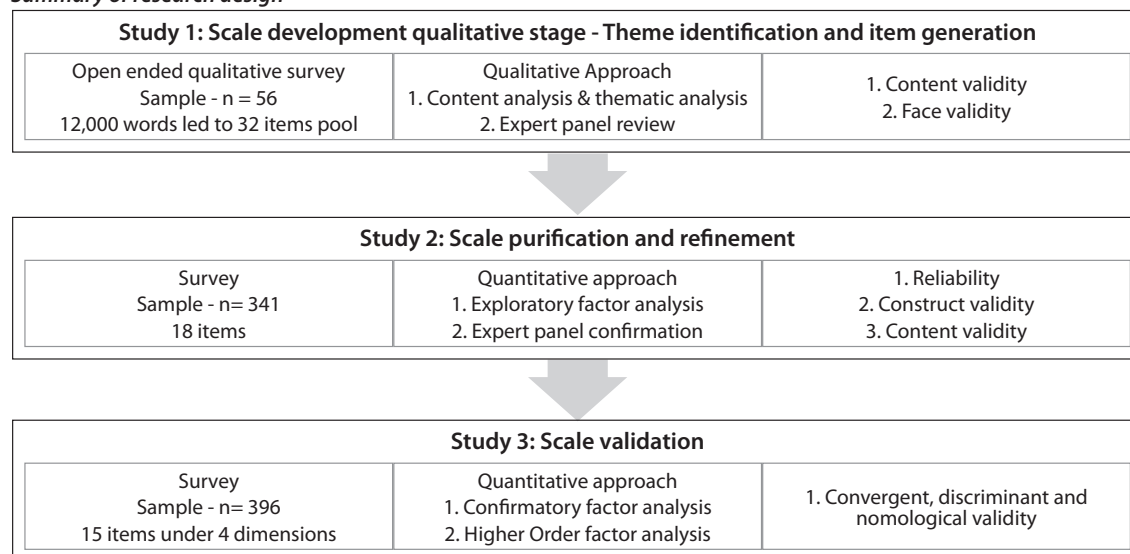 Summary of research design
Study 1: Scale development qualitative stage - Theme identification and item generation
Open ended qualitative survey
Sample - n = 56
12,000 words led to 32 items pool
Qualitative Approach
1. Content analysis & thematic analysis
2. Expert panel review
1. Content validity
2. Face validity
Study 2: Scale purification and refinement
Survey
Sample - n= 341
18 items
Quantitative approach
1. Exploratory factor analysis
2. Expert panel confirmation
1. Reliability
2. Construct validity
3. Content validity
Study 3: Scale validation
Survey
Sample - n= 396
15 items under 4 dimensions
Quantitative approach
1. Confirmatory factor analysis
2. Higher Order factor analysis
1. Convergent, discriminant and
nomological validity